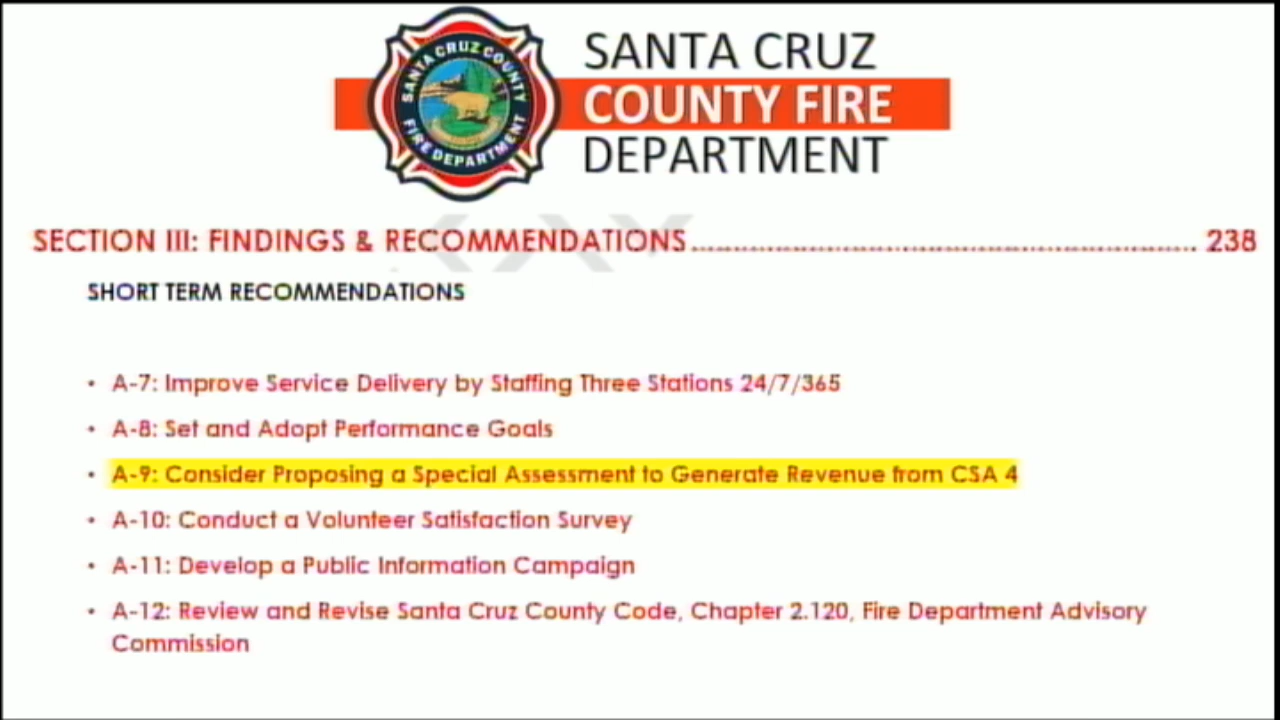 SANTA CRUZ COUNTY
FIRE DEPARTMENT
SANTA CRUZ
COUNTY FIRE
DEPARTMENT
SECTION III: FINDINGS & RECOMMENDATIONS........................................................................ 238
SHORT TERM RECOMMENDATIONS
• A-7: Improve Service Delivery by Staffing Three Stations 24/7/365
• A-8: Set and Adopt Performance Goals
• A-9: Consider Proposing a Special Assessment to Generate Revenue from CSA 4
• A-10: Conduct a Volunteer Satisfaction Survey
• A-11: Develop a Public Information Campaign
• A-12: Review and Revise Santa Cruz County Code, Chapter 2.120, Fire Department Advisory
Commission